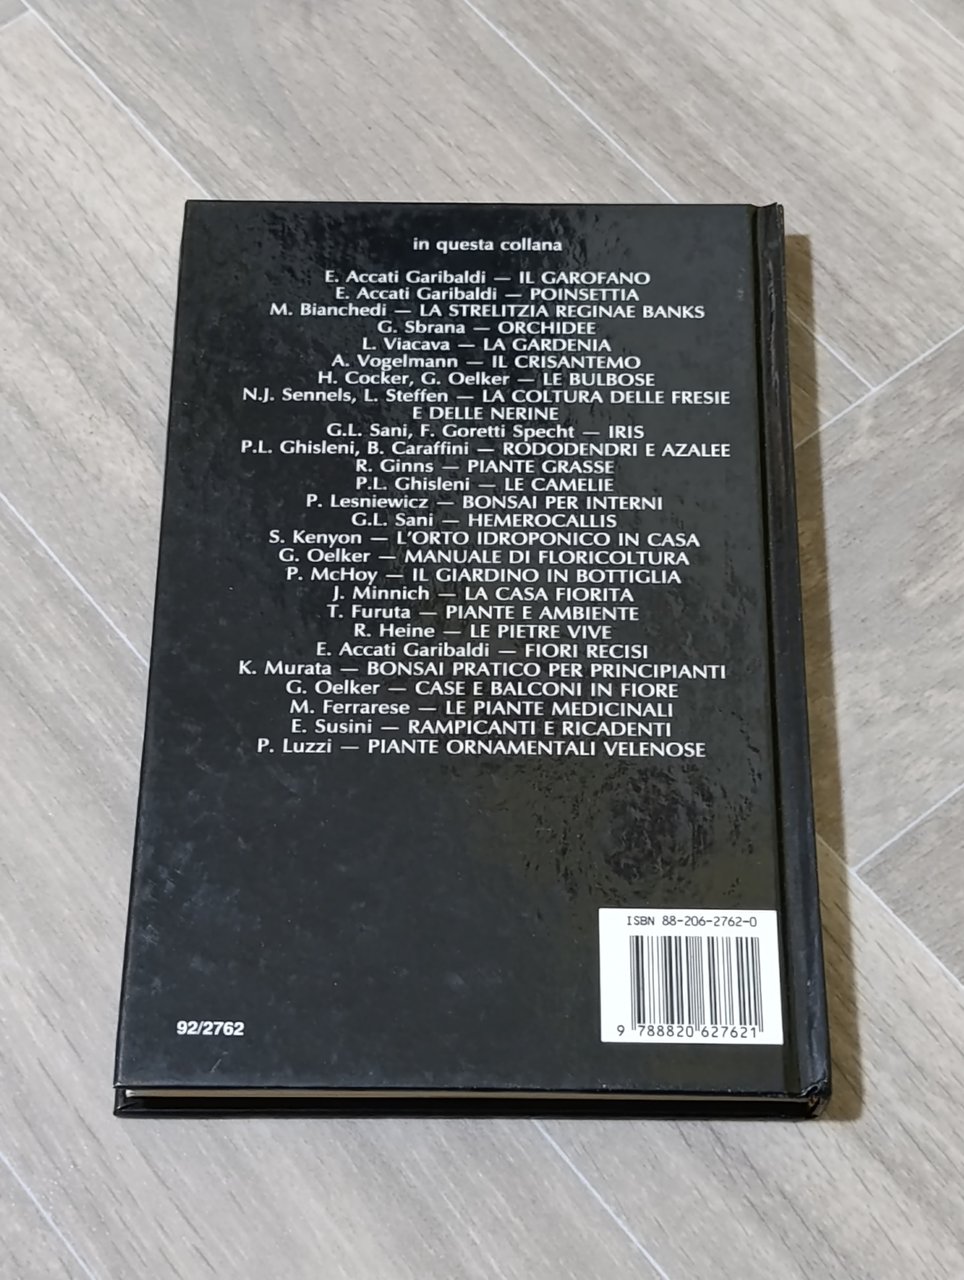 in questa collana
E. Accati Garibaldi — IL GAROFANO
E. Accati Garibaldi — POINSETTIA
M. Bianchedi — LA STRELITZIA REGINAE BANKS
G. Sbrana — ORCHIDEE
L. Viacava — LA GARDENIA
A. Vogelmann — IL CRISANTEMO
H. Cocker, G. Oelker — LE BULBOSE
N.J. Sennels, L. Steffen — LA COLTURA DELLE FRESIE
E DELLE NERINE
G.L. Sani, F. Goretti Specht — IRIS
P.L. Ghisleni, B. Caraffini — RODODENDRI E AZALEE
R. Ginns — PIANTE GRASSE
P.L. Ghisleni — LE CAMELIE
P. Lesniewicz — BONSAI PER INTERNI
G.L. Sani — HEMEROCALLIS
S. Kenyon — L'ORTO IDROPONICO IN CASA
G. Oelker — MANUALE DI FLORICOLTURA
P. McHoy — IL GIARDINO IN BOTTIGLIA
J. Minnich — LA CASA FIORITA
T. Furuta — PIANTE E AMBIENTE
R. Heine — LE PIETRE VIVE
E. Accati Garibaldi — FIORI RECISI
K. Murata — BONSAI PRATICO PER PRINCIPIANTI
G. Oelker — CASE E BALCONI IN FIORE
M. Ferrarese — LE PIANTE MEDICINALI
E. Susini — RAMPICANTI E RICADENTI
P. Luzzi — PIANTE ORNAMENTALI VELENOSE
ISBN 88-206-2762-0
9 788820 627621
92/2762